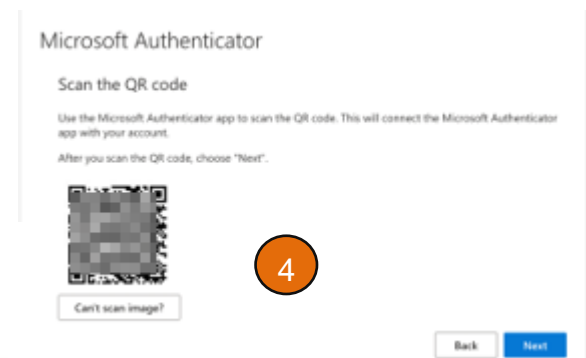 Microsoft Authenticator
Scan the QR code
Use the Microsoft Authenticator app to scan the QR code. This will connect the Microsoft Authenticator
app with your account.
After you scan the QR code, choose "Next".
4
Can't scan image?
Back Next